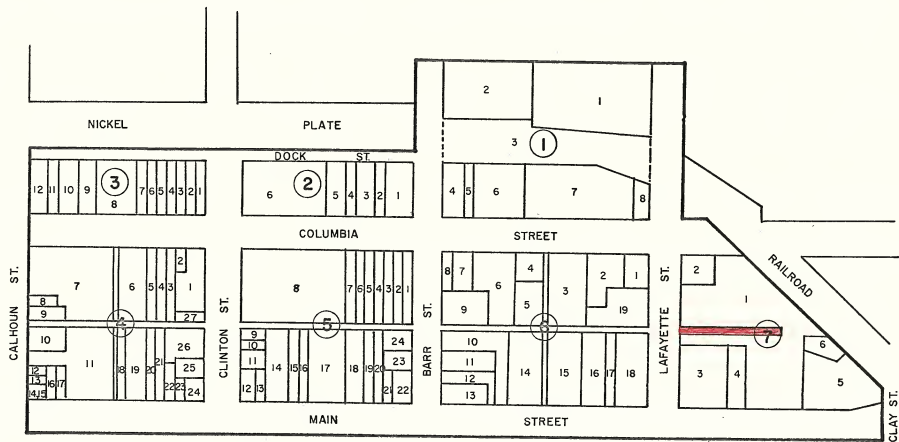 NICKEL PLATE
2 1
3 1
DOCK ST.
12 11 10 9 3 8 7 6 5 4 3 2 1
6 2 5 4 3 2 1
4 5 6 7 8
COLUMBIA STREET
7 6 5 4 3 2 1
8 9 27
8 7 6 5 4 3 2 1
8 7 6 4 3 2 1
9 5 19
2 1
RAILROAD
CALHOUN ST.
CLINTON ST.
BARR ST.
LAFAYETTE ST.
4 5 6 7
10 11 18 19 20 21 26
12 13 14 15 16 17 22 23 24 25
9 10 11 12 13 14 15 16 17 18 19 20 24 23 21 22
10 11 12 13 14 15 16 17 18
3 4 6 5
MAIN STREET
CLAY ST.